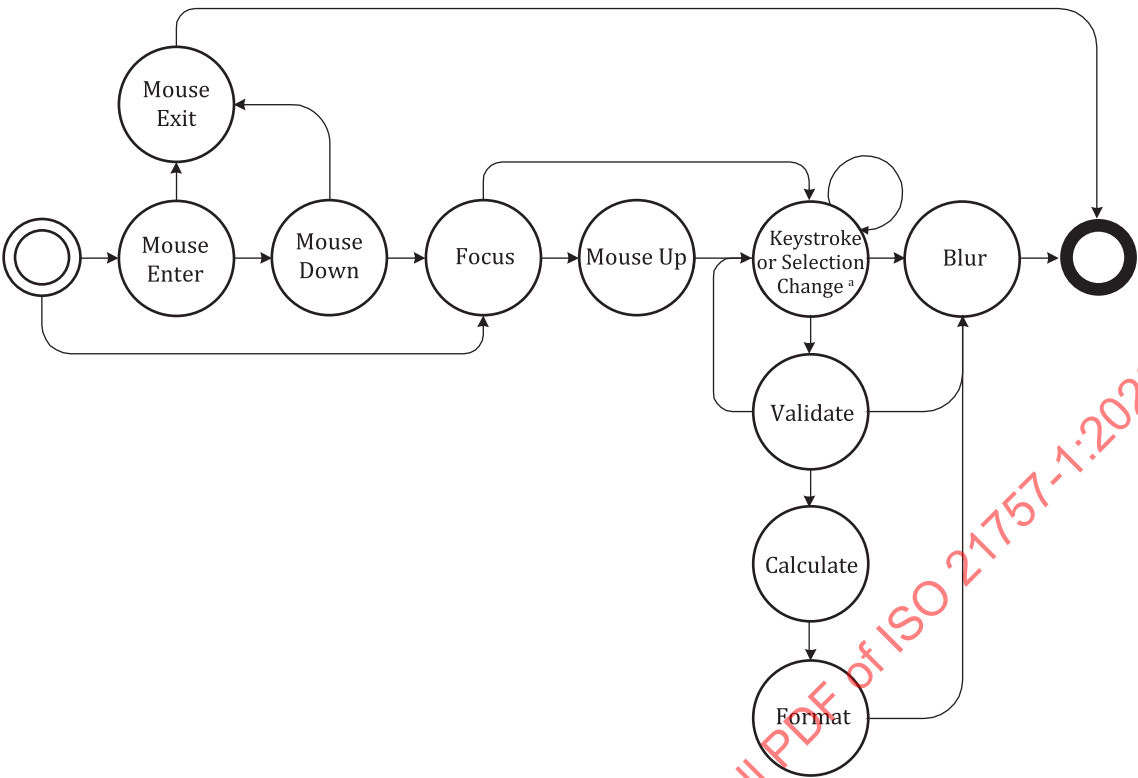 Mouse
Exit
Mouse
Enter
Mouse
Down
Focus
Mouse Up
Keystroke
or Selection
Change a
Blur
Validate
Calculate
Format
PDF of ISO 21757-1:202